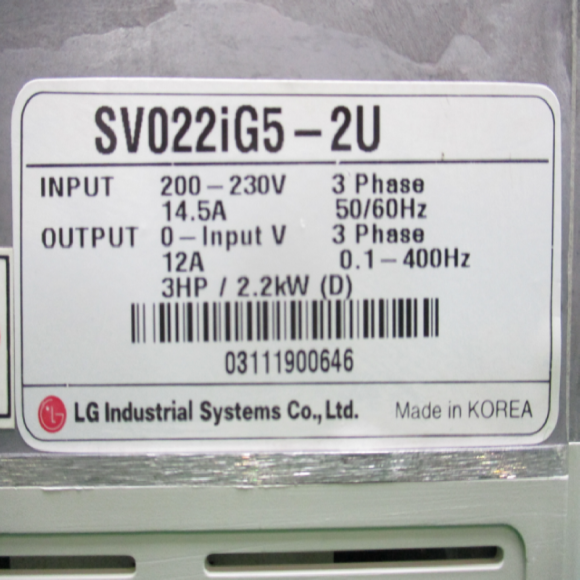 SV022iG5-2U
INPUT 200-230V 3 Phase
14.5A 50/60Hz
OUTPUT 0-Input V 3 Phase
12A 0.1-400Hz
3HP / 2.2kW (D)
03111900646
LG Industrial Systems Co.,Ltd. Made in KOREA